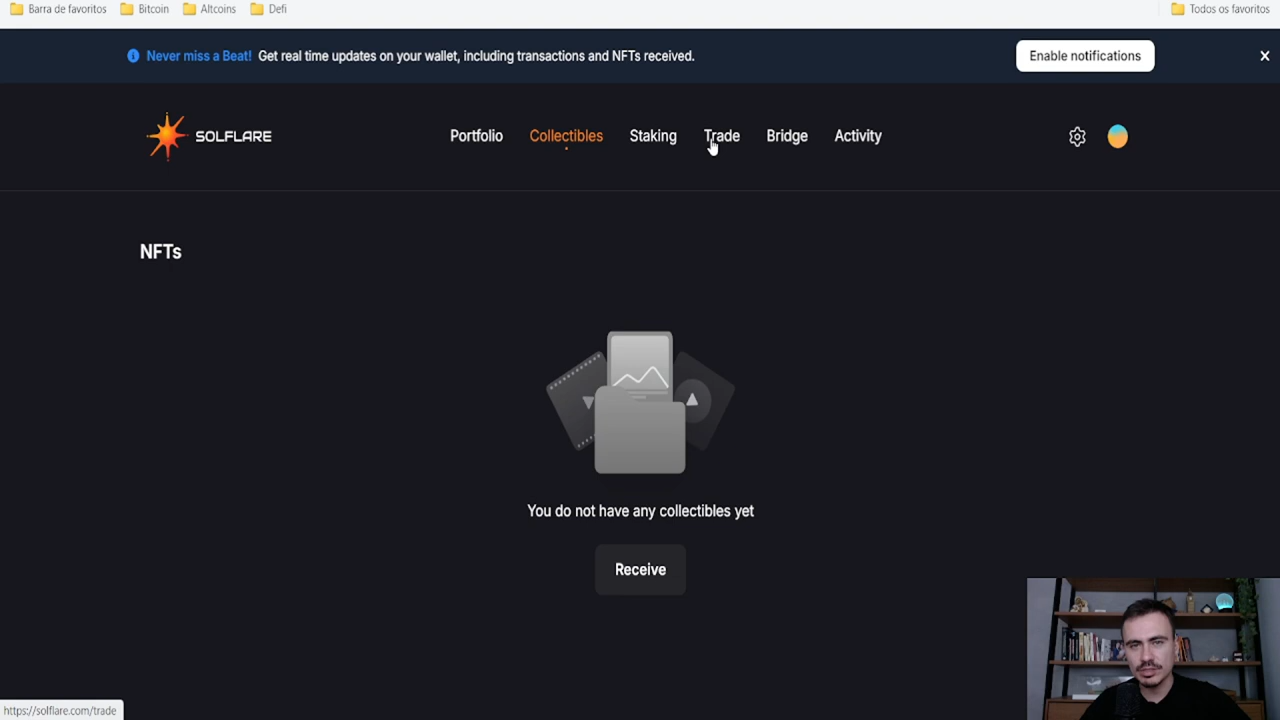 Barra de favoritos Bitcoin Altcoins Defi Todos os favoritos
Never miss a Beat! Get real time updates on your wallet, including transactions and NFTs received. Enable notifications
SOLFLARE Portfolio Collectibles Staking Trade Bridge Activity
NFTs
You do not have any collectibles yet
Receive
https://solflare.com/trade